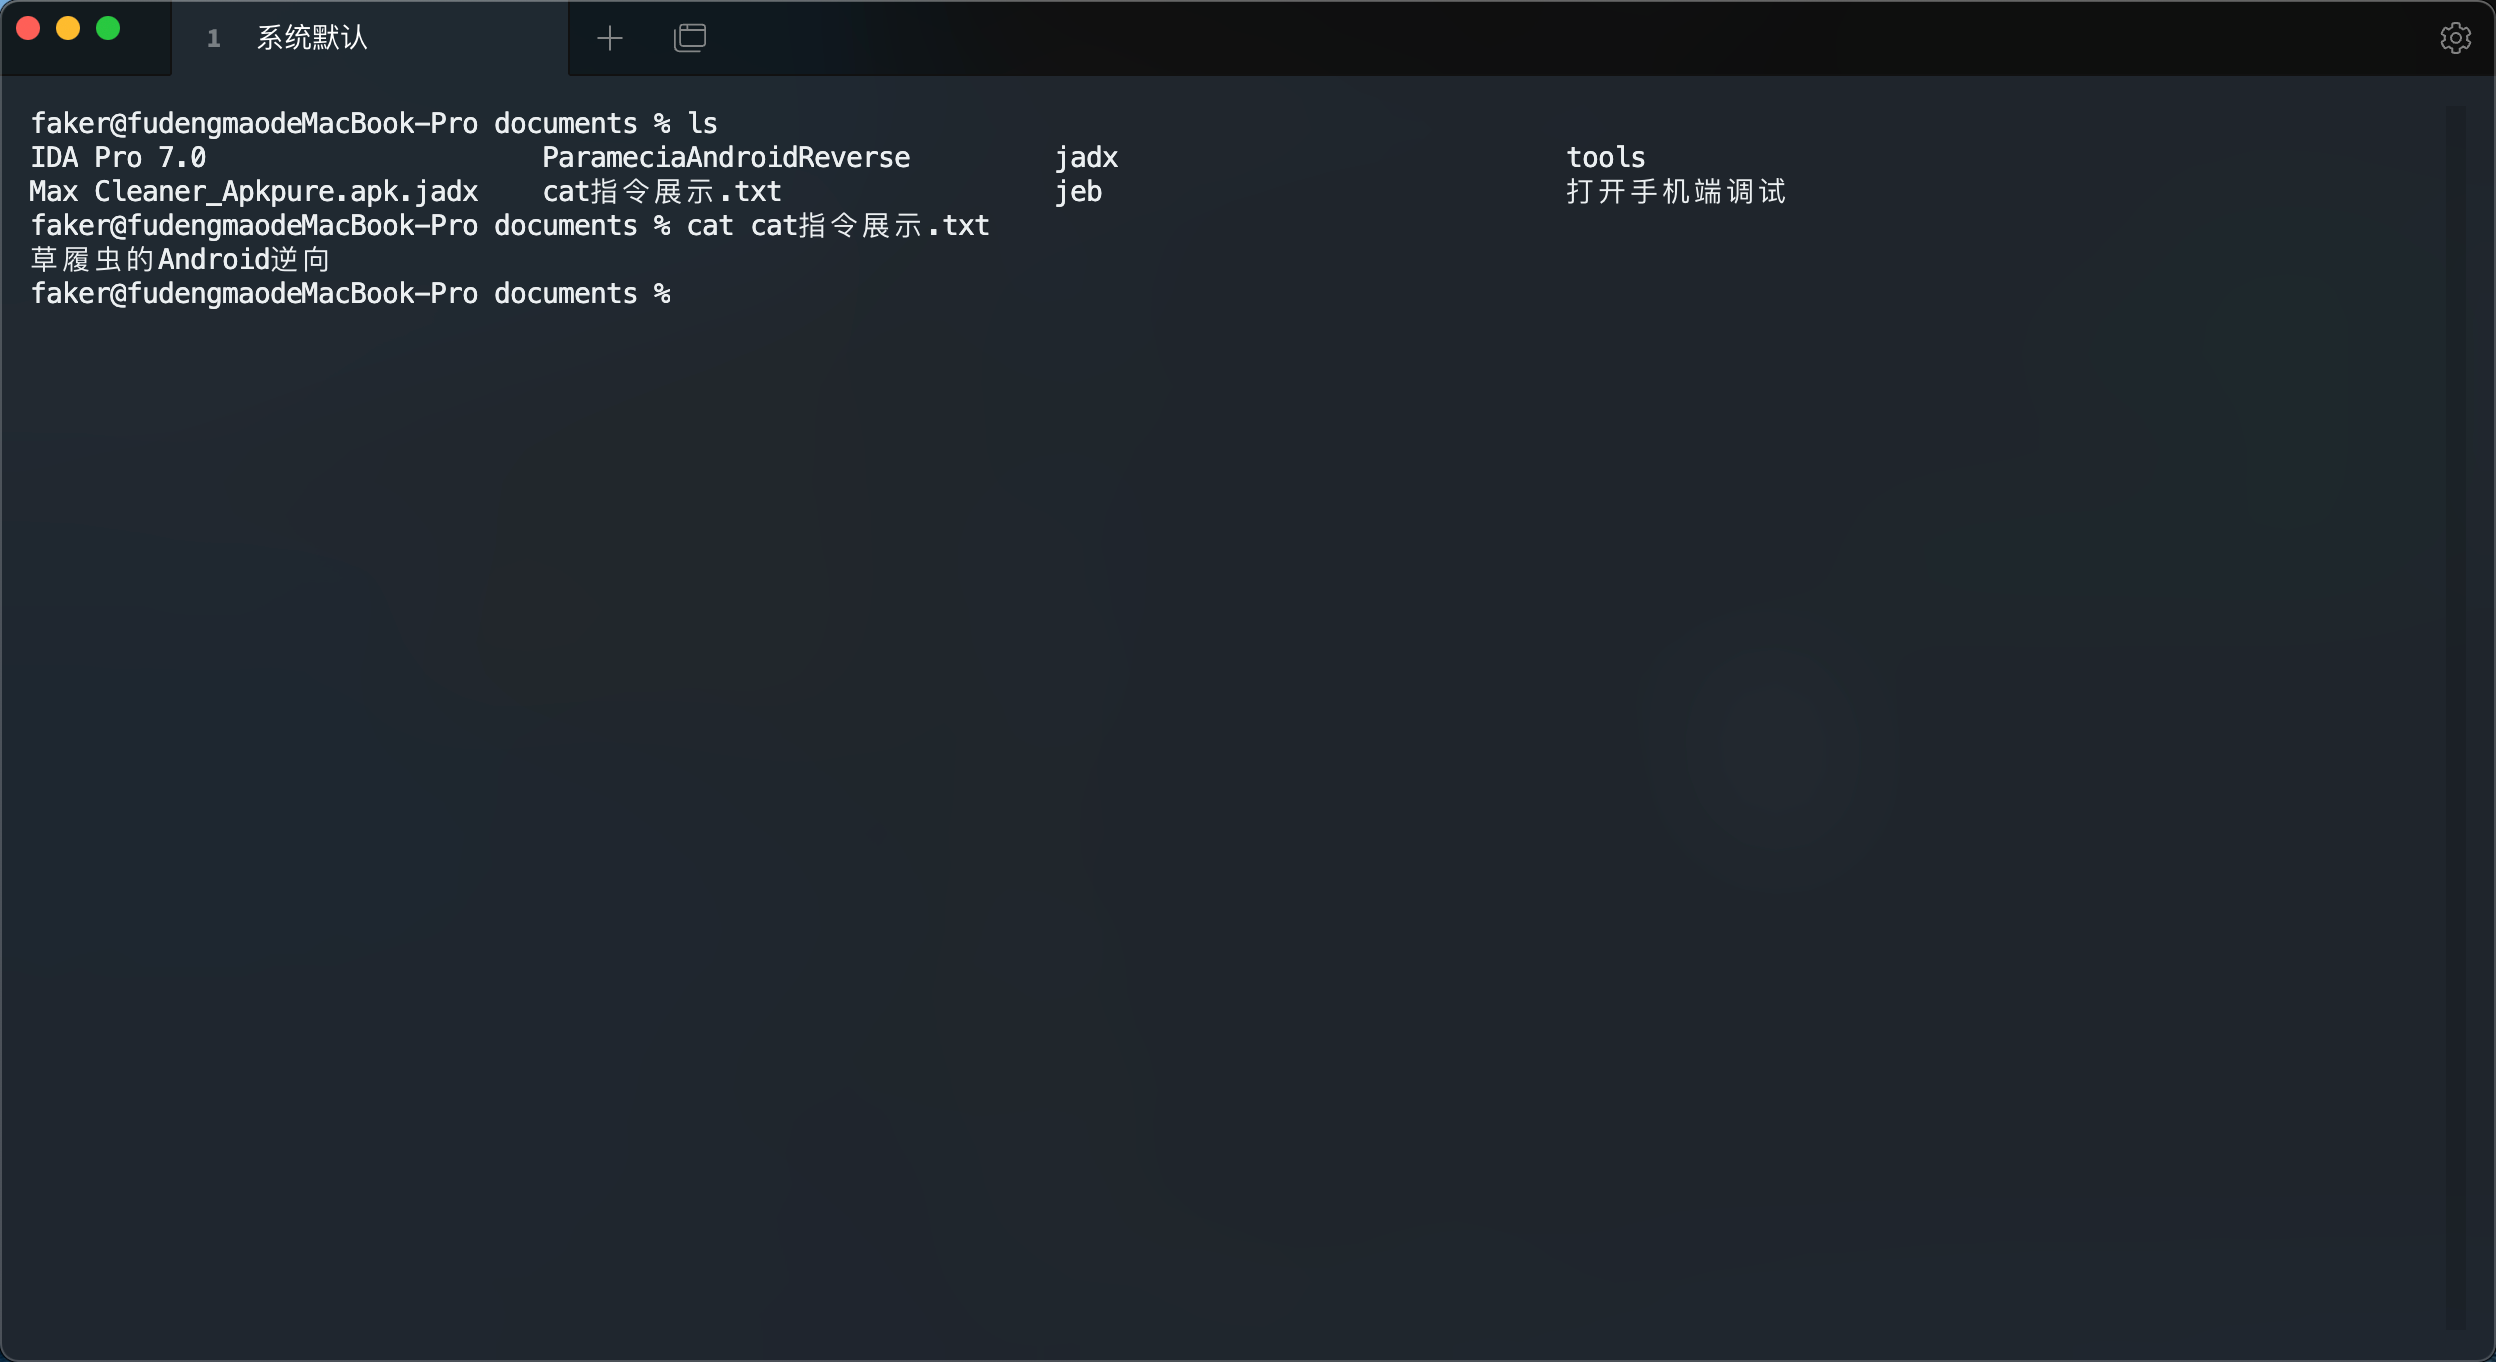 1 系统默认
faker@fudengmaodeMacBook-Pro documents % ls
IDA Pro 7.0 ParameciaAndroidReverse jadx tools
Max Cleaner_Apkpure.apk.jadx cat指令展示.txt jeb 打开手机端调试
faker@fudengmaodeMacBook-Pro documents % cat cat指令展示.txt
草履虫的Android逆向
faker@fudengmaodeMacBook-Pro documents %